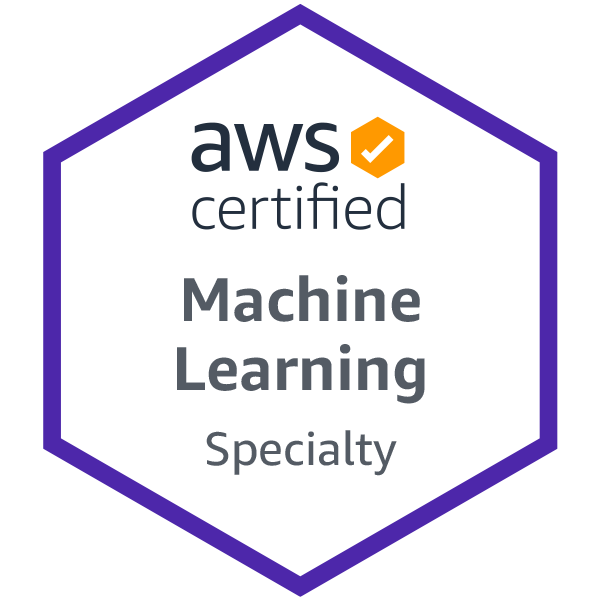 aws
certified
Machine
Learning
Specialty